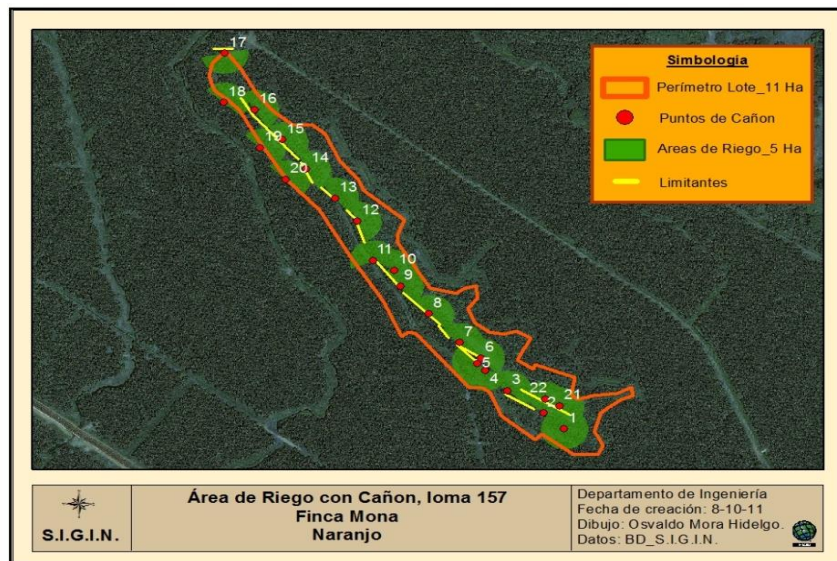 Simbología
Perímetro Lote_11 Ha
Puntos de Cañon
Areas de Riego_5 Ha
Limitantes
17
18
16
15
19
14
20
13
12
11
10
9
8
7
6
5
4
3
22
21
2
1
S.I.G.I.N.
Área de Riego con Cañon, loma 157
Finca Mona
Naranjo
Departamento de Ingeniería
Fecha de creación: 8-10-11
Dibujo: Osvaldo Mora Hidelgo.
Datos: BD_S.I.G.I.N.